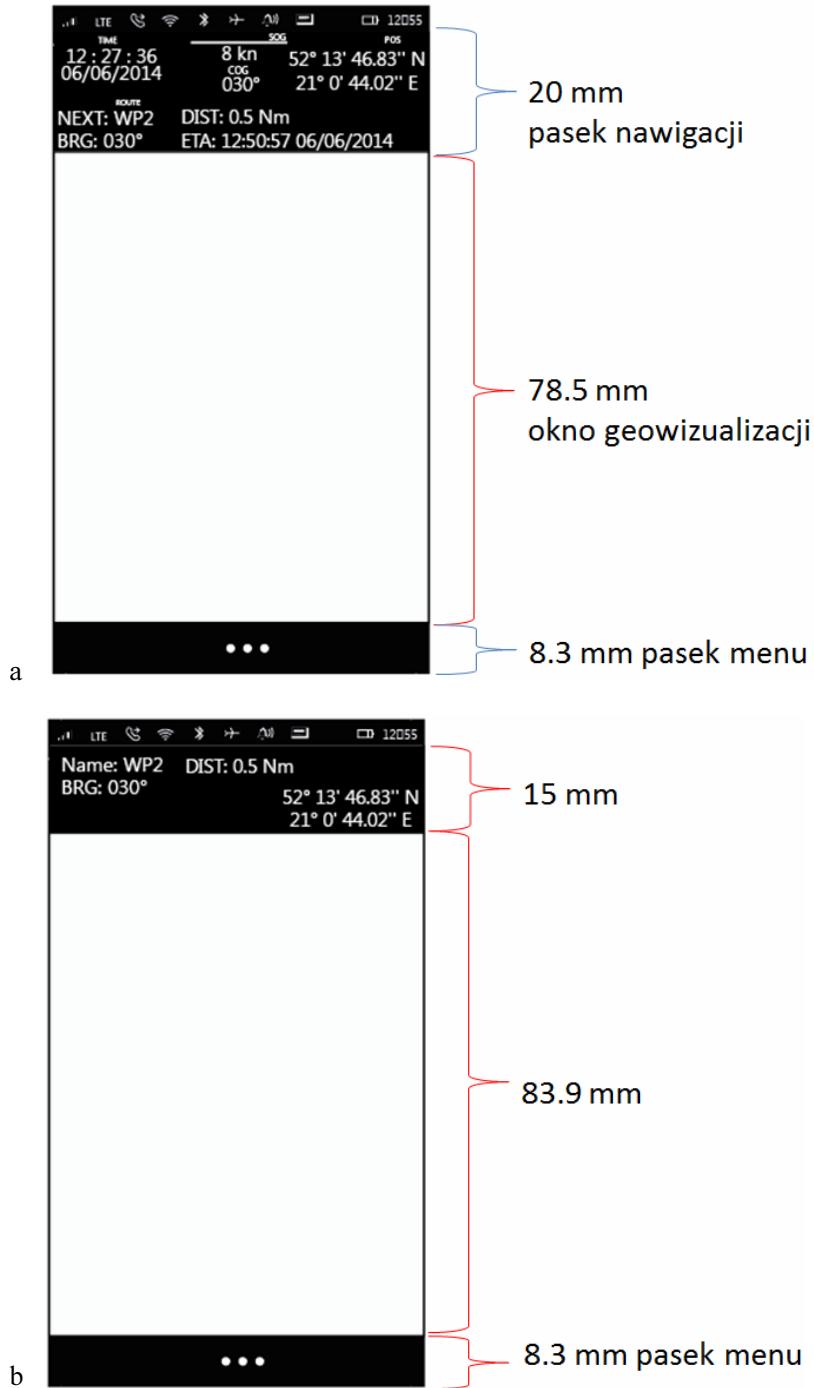 LTE 12▯55
TIME SOG POS
12 : 27 : 36 8 kn 52° 13' 46.83'' N
06/06/2014 COG 21° 0' 44.02'' E
030°
ROUTE
NEXT: WP2 DIST: 0.5 Nm
BRG: 030° ETA: 12:50:57 06/06/2014
20 mm
pasek nawigacji
78.5 mm
okno geowizualizacji
8.3 mm pasek menu
a
LTE 12▯55
Name: WP2 DIST: 0.5 Nm
BRG: 030°
52° 13' 46.83'' N
21° 0' 44.02'' E
15 mm
83.9 mm
8.3 mm pasek menu
b